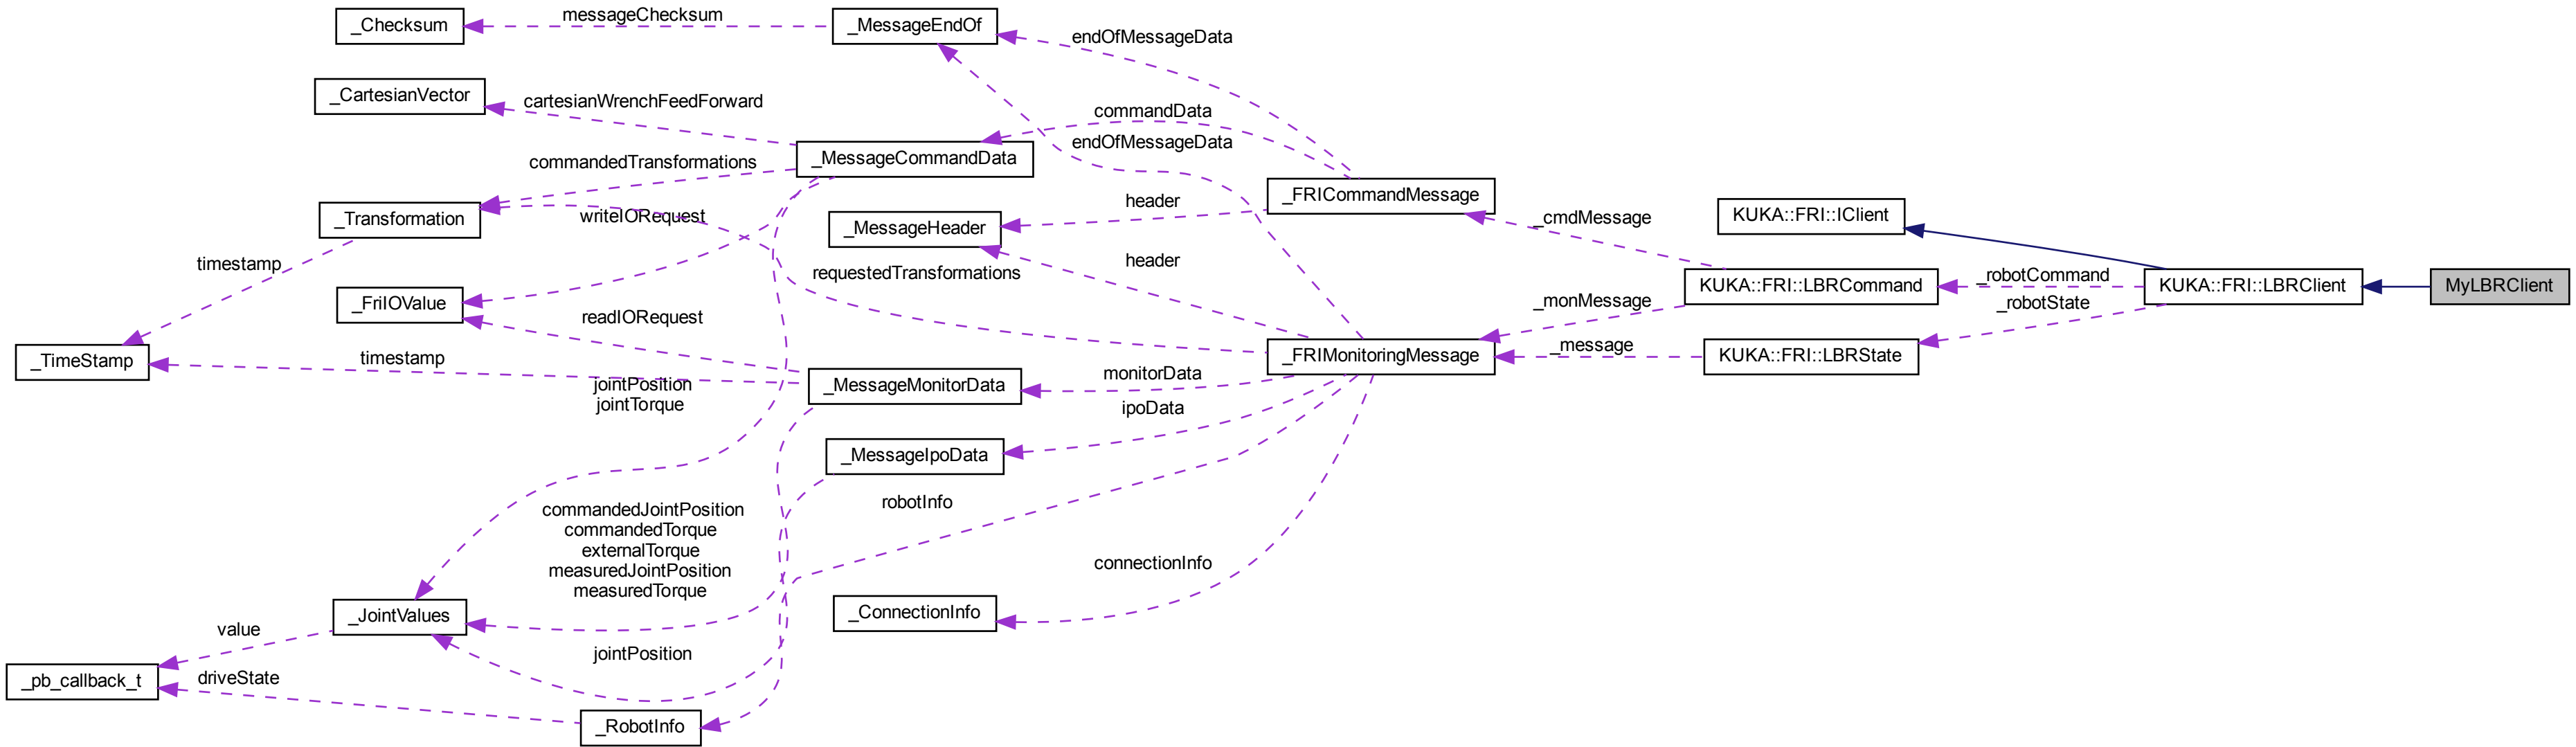 _Checksum
messageChecksum
_MessageEndOf
endOfMessageData
_CartesianVector
cartesianWrenchFeedForward
commandData
endOfMessageData
_MessageCommandData
commandedTransformations
_Transformation
writeIORequest
_MessageHeader
header
_FRICommandMessage
_cmdMessage
KUKA::FRI::IClient
timestamp
requestedTransformations
header
_FriIOValue
readIORequest
_monMessage
KUKA::FRI::LBRCommand
_robotCommand
_robotState
KUKA::FRI::LBRClient
MyLBRClient
_TimeStamp
timestamp
jointPosition
jointTorque
_MessageMonitorData
monitorData
_FRIMonitoringMessage
_message
KUKA::FRI::LBRState
ipoData
_MessageIpoData
robotInfo
commandedJointPosition
commandedTorque
externalTorque
measuredJointPosition
measuredTorque
connectionInfo
_ConnectionInfo
_JointValues
value
jointPosition
_pb_callback_t
driveState
_RobotInfo